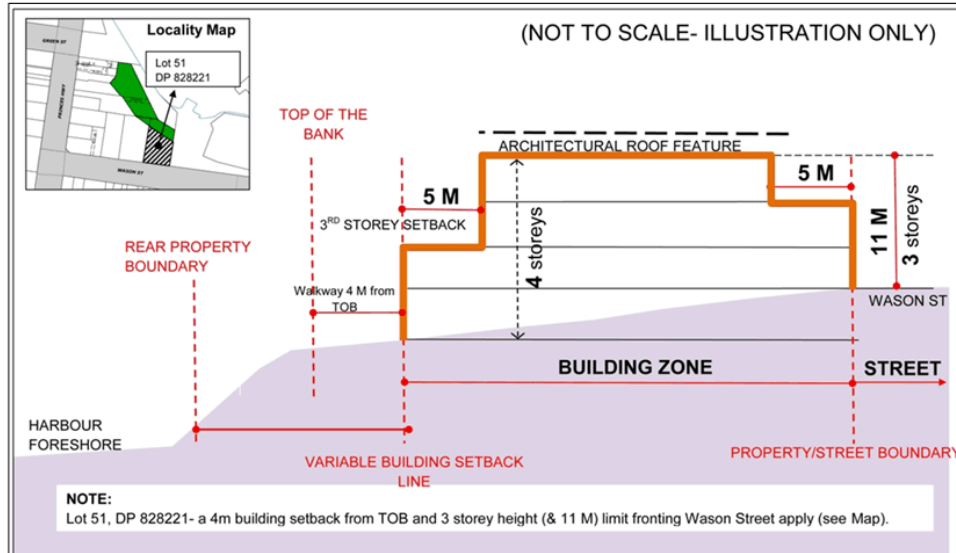 (NOT TO SCALE- ILLUSTRATION ONLY)
Locality Map
Lot 51
DP 828221
GREEN ST
PRINCES HWY
WASON ST
TOP OF THE
BANK
ARCHITECTURAL ROOF FEATURE
5 M
5 M
3RD STOREY SETBACK
4 storeys
11 M
3 storeys
REAR PROPERTY
BOUNDARY
Walkway 4 M from
TOB
WASON ST
BUILDING ZONE
STREET
HARBOUR
FORESHORE
VARIABLE BUILDING SETBACK
LINE
PROPERTY/STREET BOUNDARY
NOTE:
Lot 51, DP 828221- a 4m building setback from TOB and 3 storey height (& 11 M) limit fronting Wason Street apply (see Map).